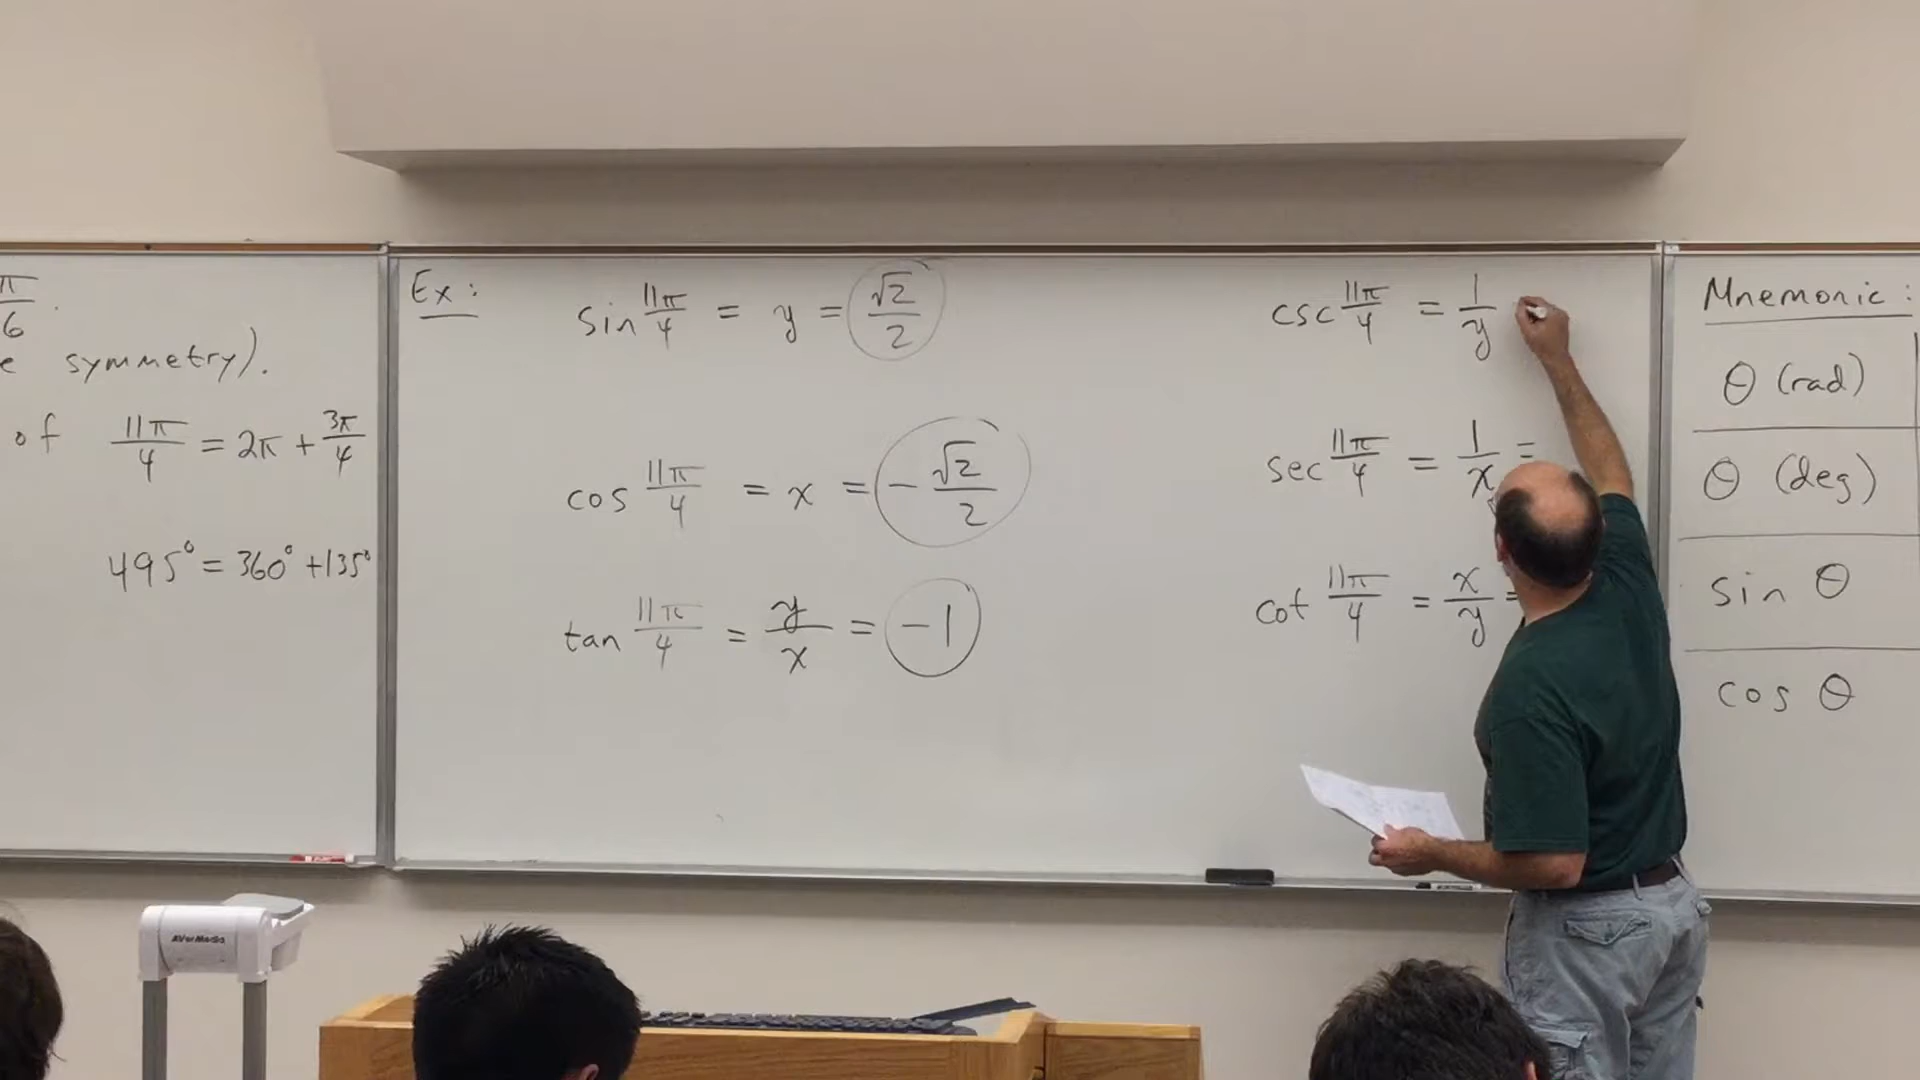 π/6.
e symmetry).
of 11π/4 = 2π + 3π/4
495° = 360° + 135°
Ex:
sin 11π/4 = y = √2/2
cos 11π/4 = x = -√2/2
tan 11π/4 = y/x = -1
csc 11π/4 = 1/y
sec 11π/4 = 1/x =
cot 11π/4 = x/y =
Mnemonic:
θ (rad)
θ (deg)
sin θ
cos θ
AVerMedia